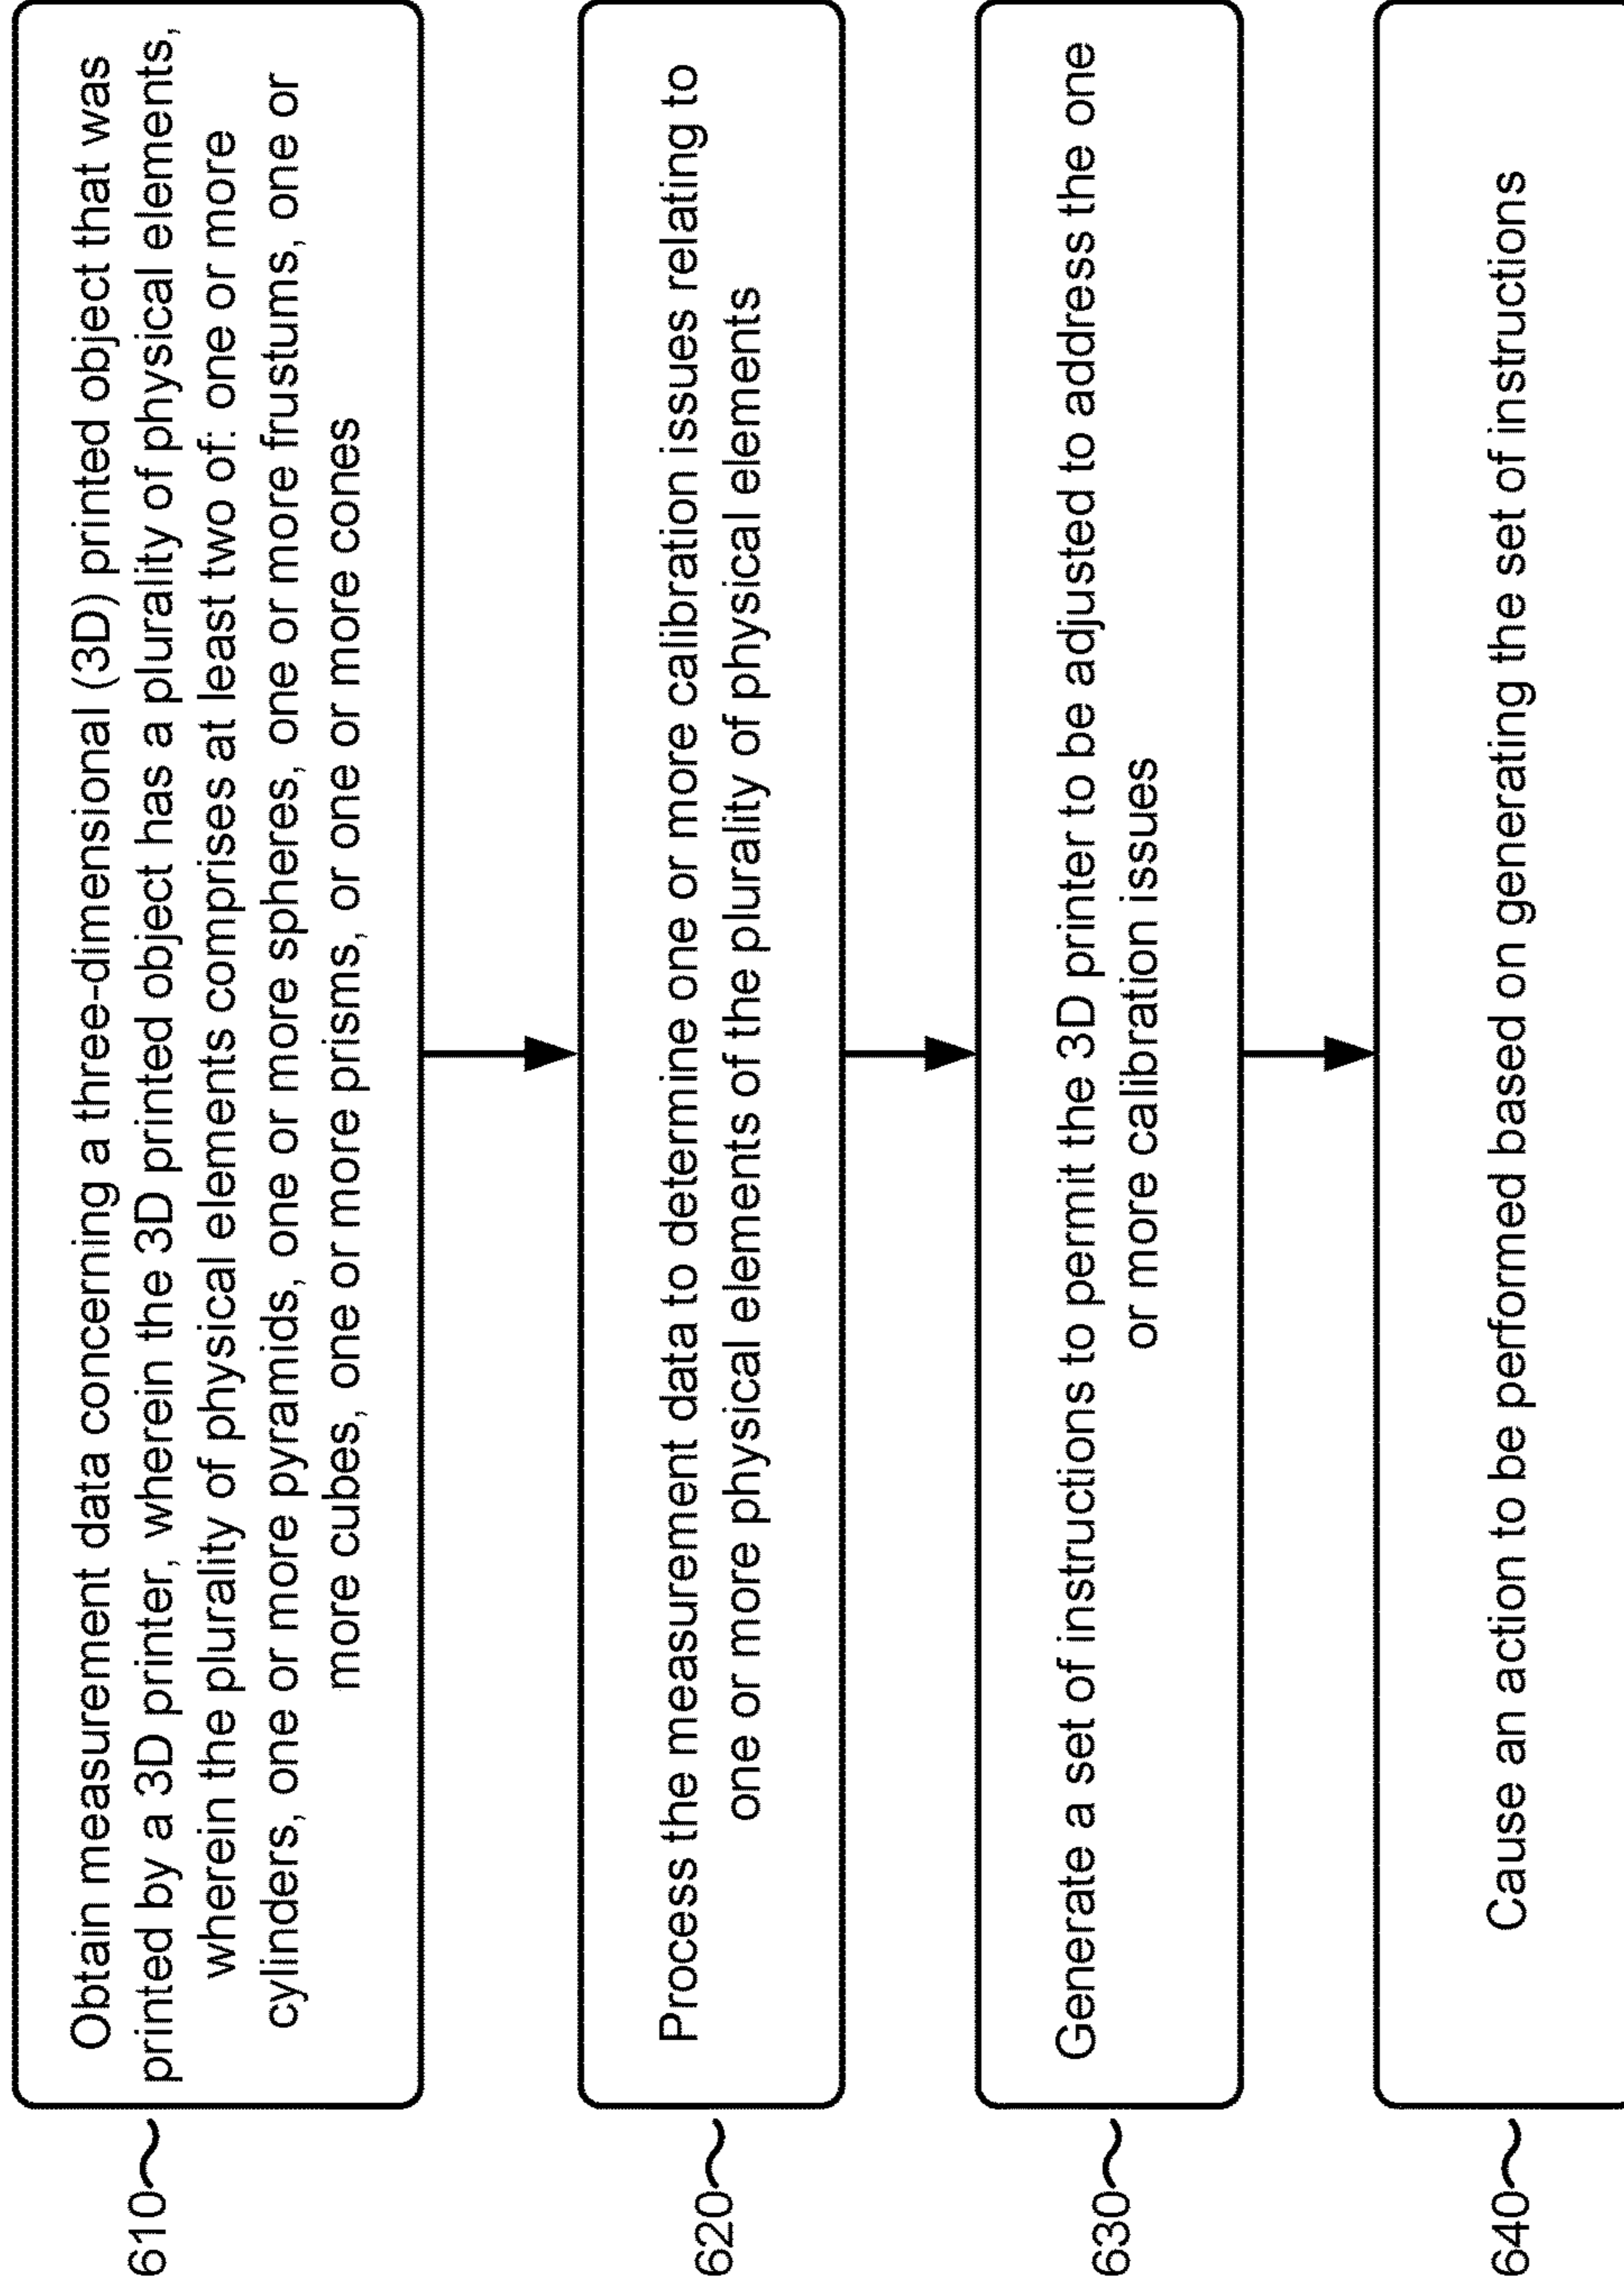 610
Obtain measurement data concerning a three-dimensional (3D) printed object that was
printed by a 3D printer, wherein the 3D printed object has a plurality of physical elements,
wherein the plurality of physical elements comprises at least two of: one or more
cylinders, one or more pyramids, one or more spheres, one or more frustums, one or
more cubes, one or more prisms, or one or more cones
620
Process the measurement data to determine one or more calibration issues relating to
one or more physical elements of the plurality of physical elements
630
Generate a set of instructions to permit the 3D printer to be adjusted to address the one
or more calibration issues
640
Cause an action to be performed based on generating the set of instructions